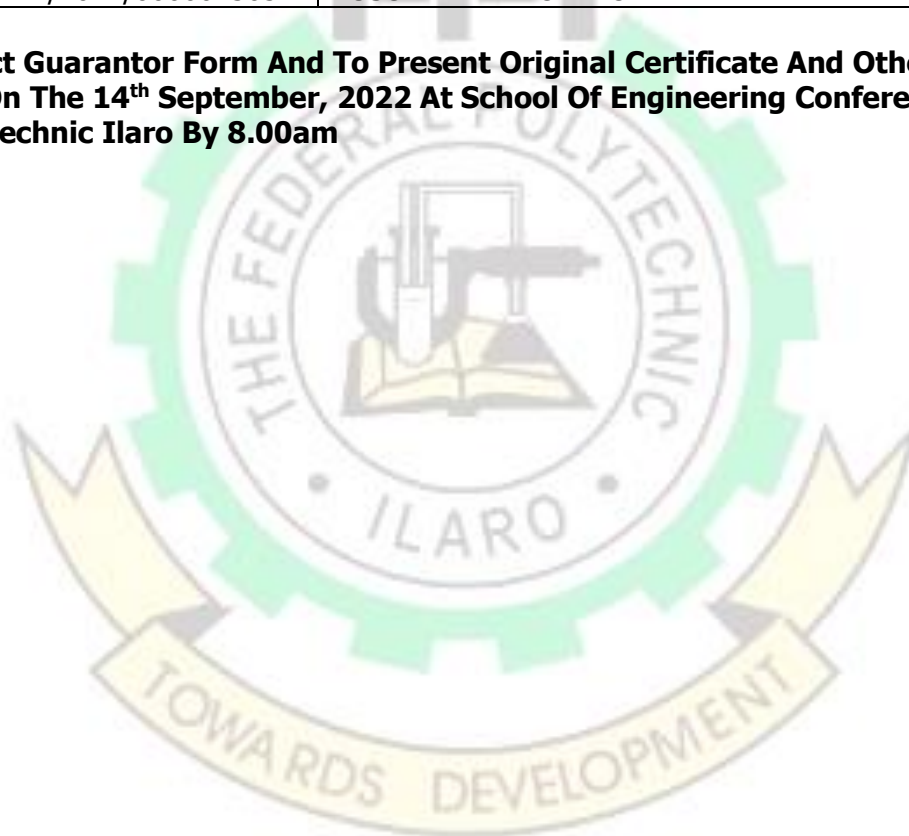 ct Guarantor Form And To Present Original Certificate And Othe
On The 14th September, 2022 At School Of Engineering Confere
technic Ilaro By 8.00am
THE FEDERAL POLYTECHNIC
ILARO
TOWARDS DEVELOPMENT